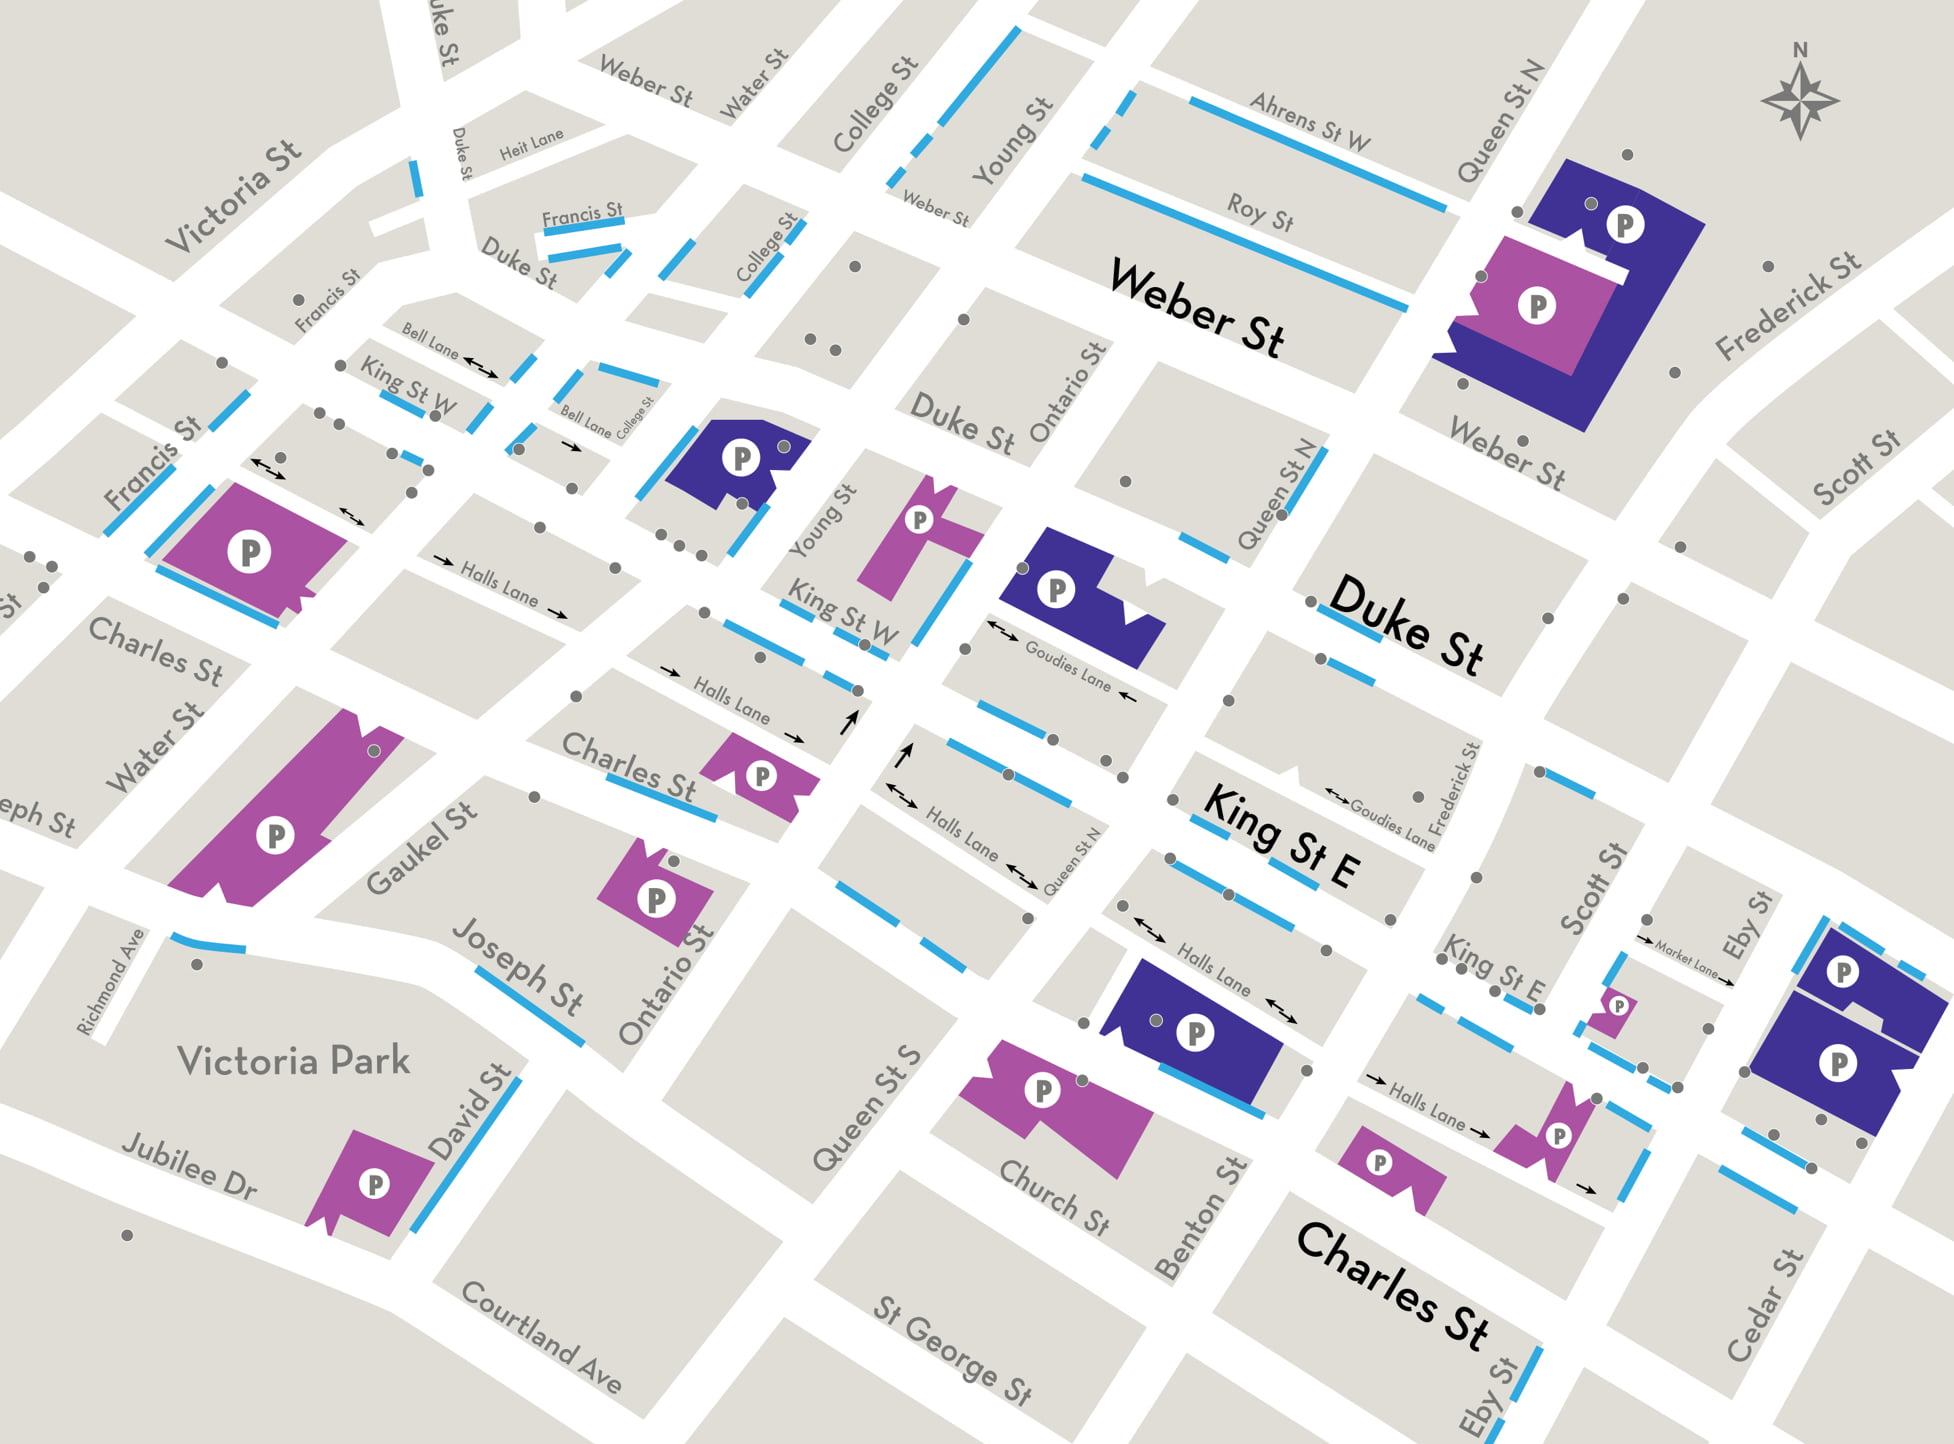 uke St
Weber St
Water St
College St
Young St
Ahrens St W
Queen St N
N
Victoria St
Duke St
Heit Lane
Francis St
Duke St
College St
Weber St
Roy St
P
P
Frederick St
Weber St
Francis St
Bell Lane
King St W
Bell Lane
College St
Duke St
Ontario St
Weber St
Scott St
Francis St
P
P
P
Young St
Queen St N
P
Halls Lane
King St W
Goudies Lane
Duke St
St
Charles St
Water St
Halls Lane
Charles St
P
eph St
P
Gaukel St
Halls Lane
Queen St N
King St E
Goudies Lane
Frederick St
Scott St
Eby St
Market Lane
King St E
P
P
P
Richmond Ave
Joseph St
P
Ontario St
Halls Lane
P
Victoria Park
David St
Jubilee Dr
P
Queen St S
P
Church St
Benton St
Halls Lane
P
P
Charles St
Cedar St
Courtland Ave
St George St
Eby St